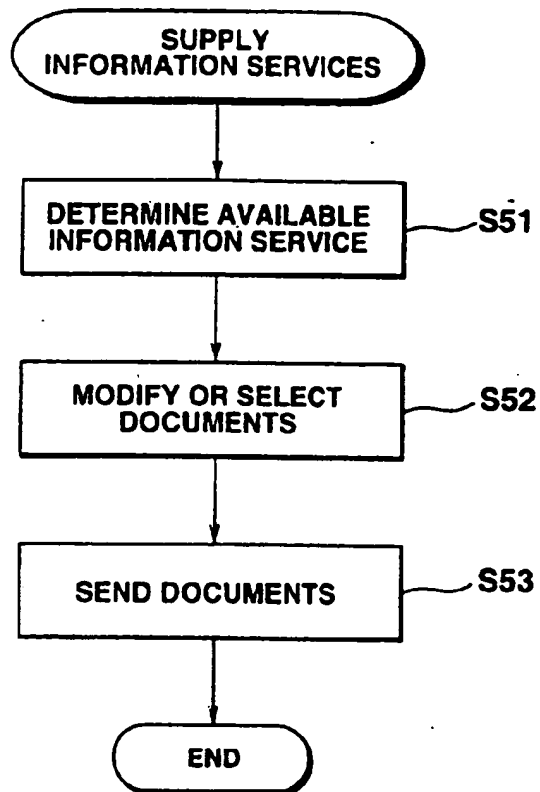 SUPPLY
INFORMATION SERVICES
DETERMINE AVAILABLE
INFORMATION SERVICE
S51
MODIFY OR SELECT
DOCUMENTS
S52
SEND DOCUMENTS
S53
END